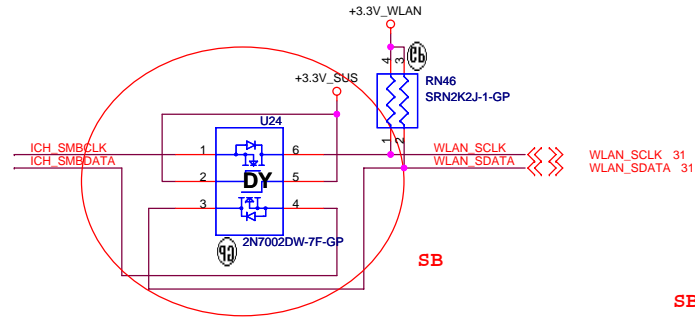 +3.3V_WLAN
+3.3V_SUS
4 3
RN46
SRN2K2J-1-GP
1 2
U24
ICH_SMBCLK
ICH_SMBDATA
1 6
2 5
3 4
DY
2N7002DW-7F-GP
WLAN_SCLK
WLAN_SDATA
WLAN_SCLK 31
WLAN_SDATA 31
SB
SB